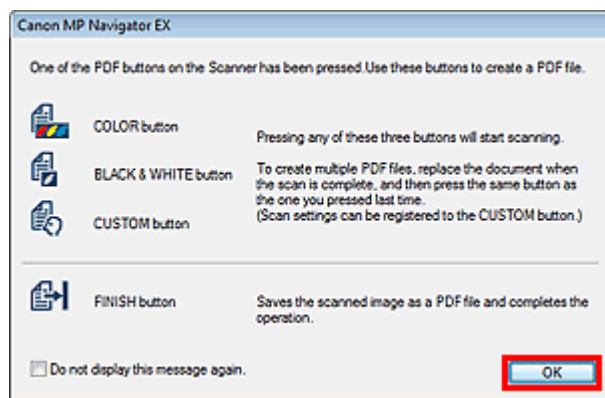 Canon MP Navigator EX
One of the PDF buttons on the Scanner has been pressed.Use these buttons to create a PDF file.
COLOR button
Pressing any of these three buttons will start scanning.
BLACK & WHITE button
To create multiple PDF files, replace the document when
the scan is complete, and then press the same button as
the one you pressed last time.
(Scan settings can be registered to the CUSTOM button.)
CUSTOM button
FINISH button
Saves the scanned image as a PDF file and completes the
operation.
Do not display this message again.
OK